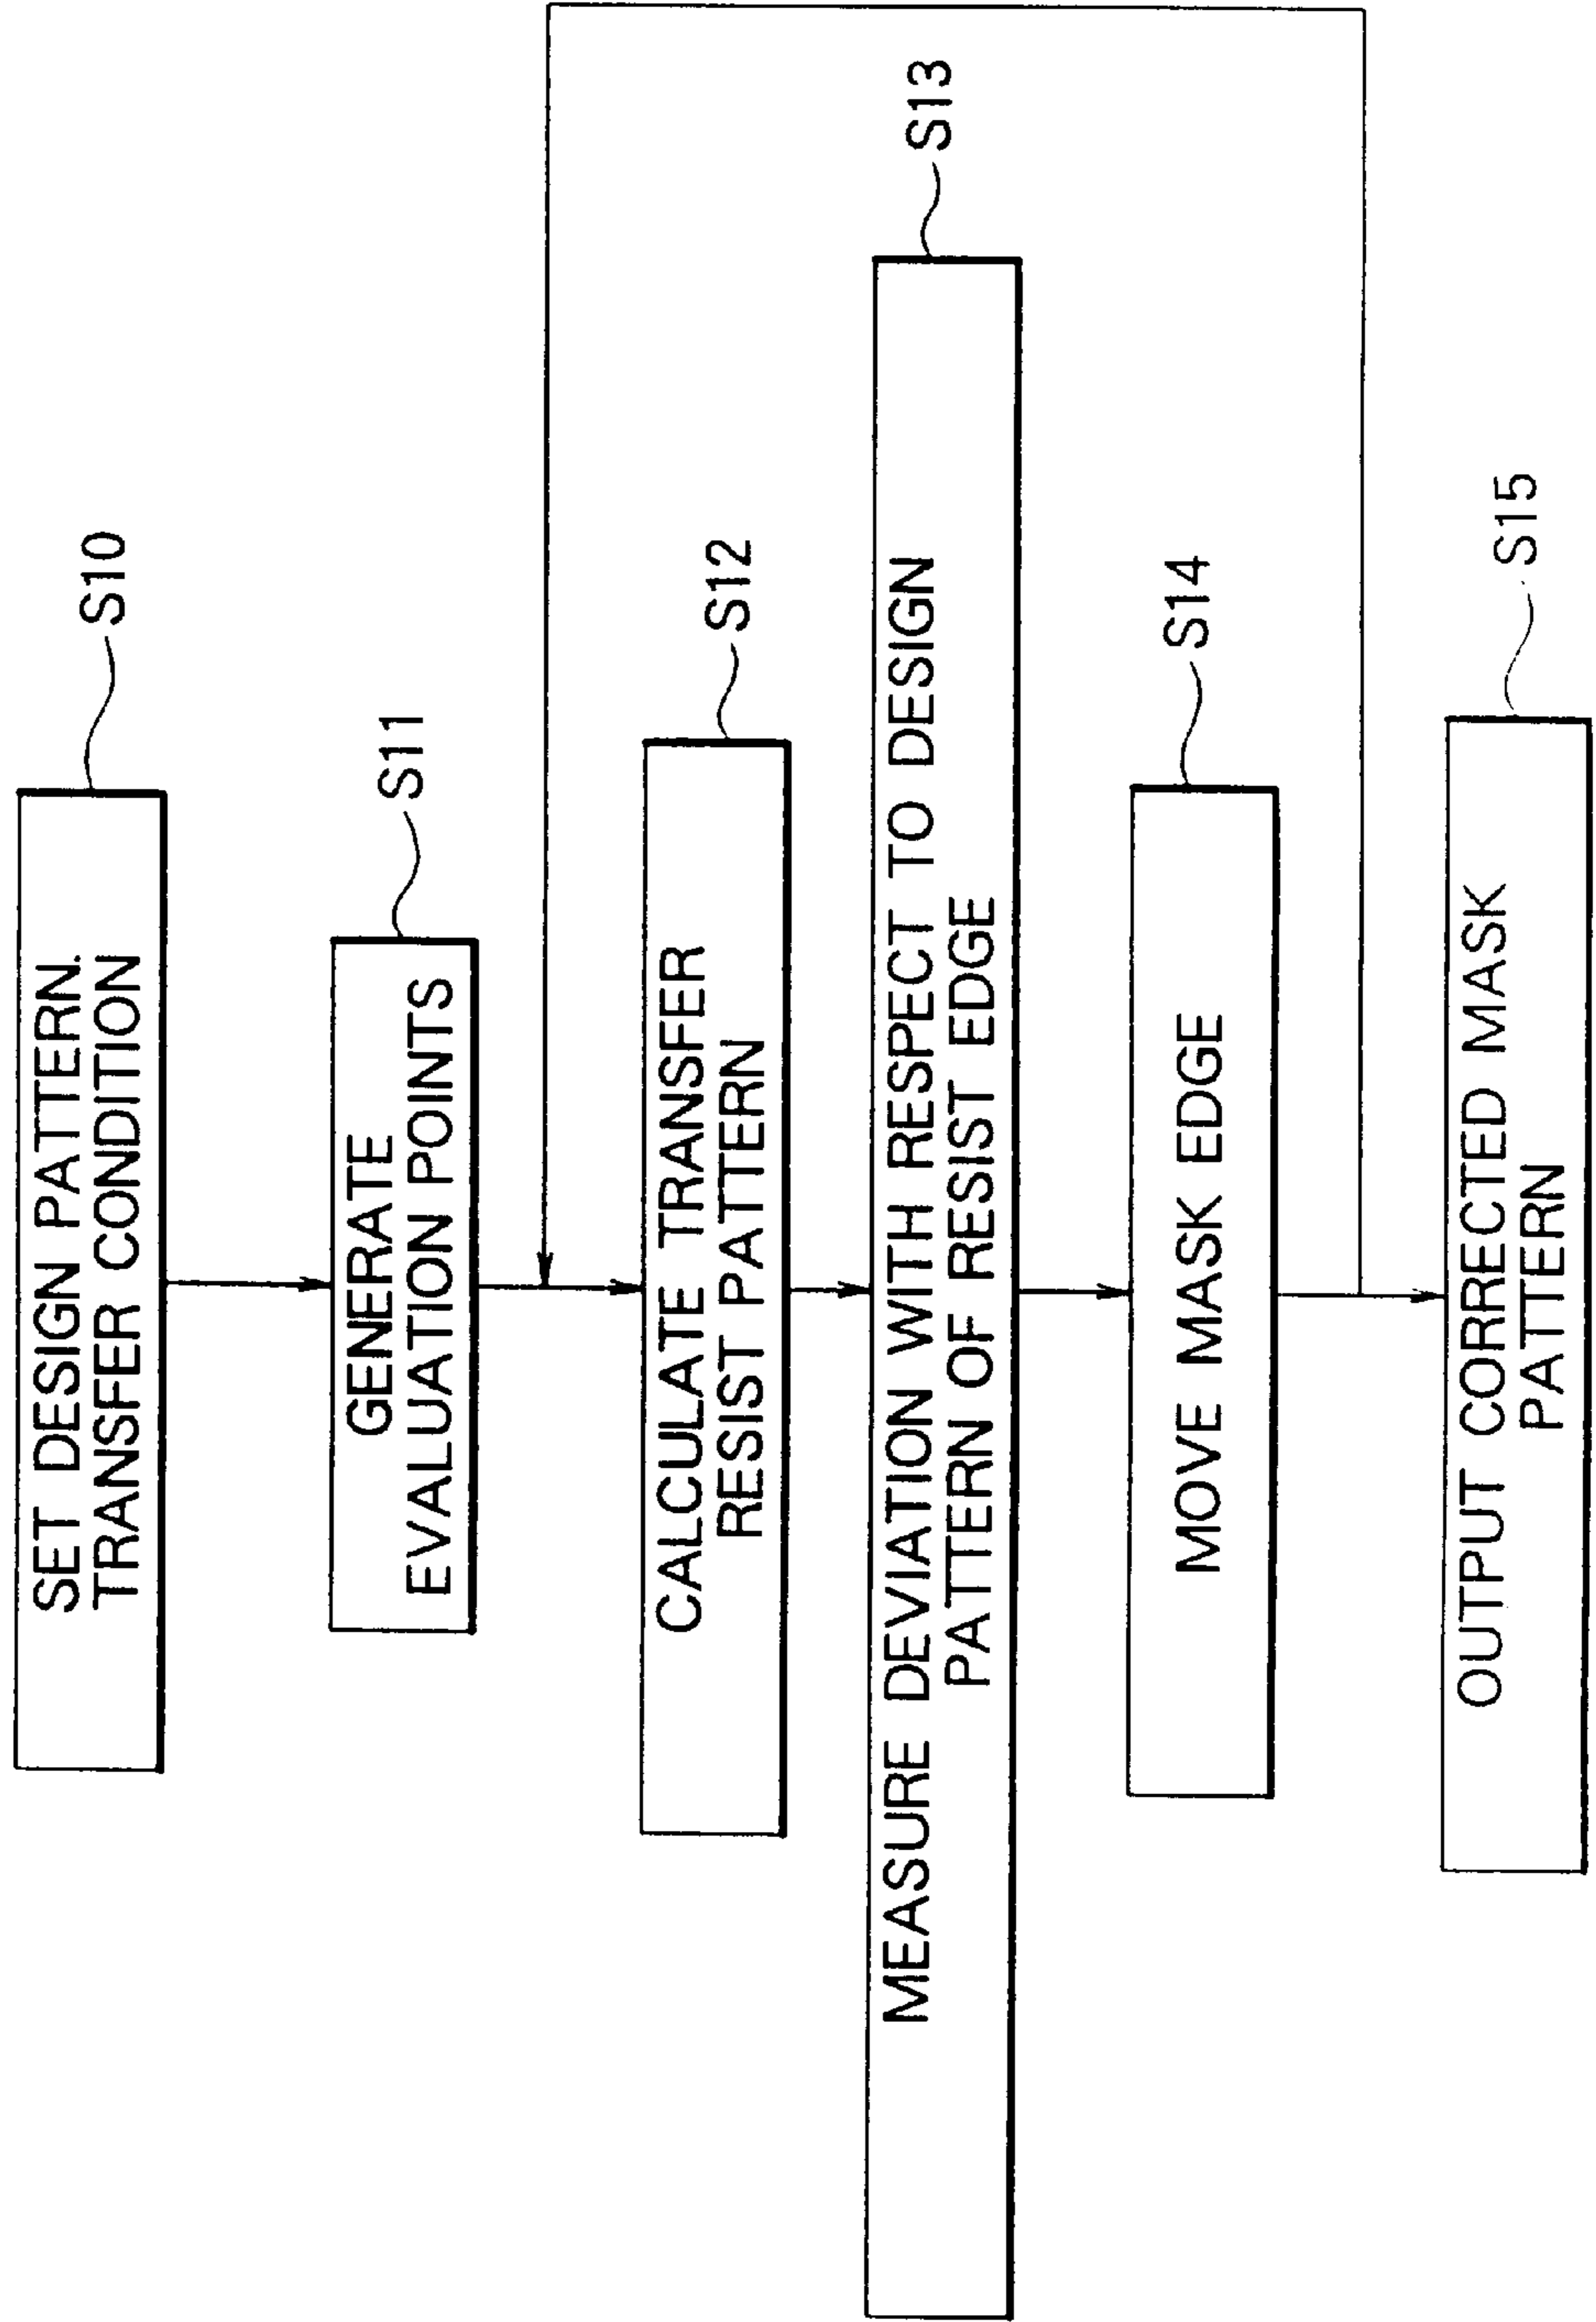 SET DESIGN PATTERN.
TRANSFER CONDITION
S10
GENERATE
EVALUATION POINTS
S11
CALCULATE TRANSFER
RESIST PATTERN
S12
MEASURE DEVIATION WITH RESPECT TO DESIGN
PATTERN OF RESIST EDGE
S13
MOVE MASK EDGE
S14
OUTPUT CORRECTED MASK
PATTERN
S15